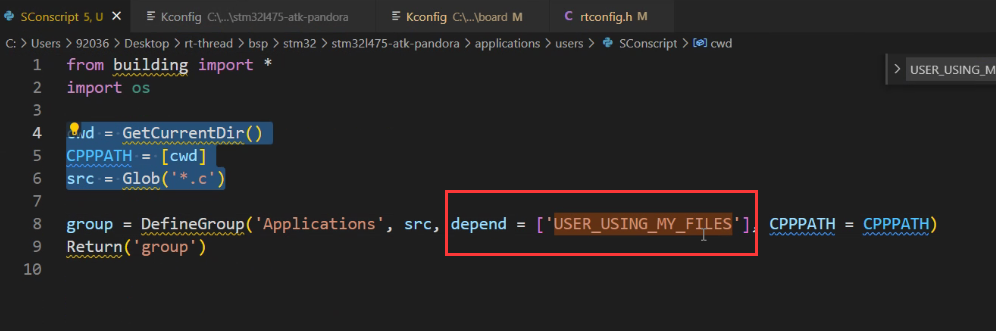 SConscript 5, U
Kconfig C:\...\stm32l475-atk-pandora
Kconfig C:\...\board M
rtconfig.h M
C: > Users > 92036 > Desktop > rt-thread > bsp > stm32 > stm32l475-atk-pandora > applications > users > SConscript > cwd
1 from building import *
2 import os
3
4 cwd = GetCurrentDir()
5 CPPPATH = [cwd]
6 src = Glob('*.c')
7
8 group = DefineGroup('Applications', src, depend = ['USER_USING_MY_FILES'], CPPPATH = CPPPATH)
9 Return('group')
10
USER_USING_M